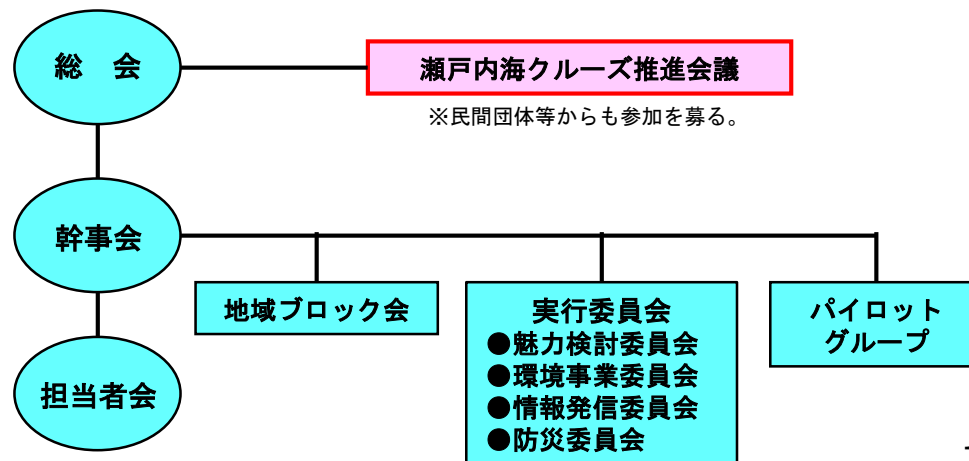 総　会
瀬戸内海クルーズ推進会議
※民間団体等からも参加を募る。
幹事会
地域ブロック会
実行委員会
●魅力検討委員会
●環境事業委員会
●情報発信委員会
●防災委員会
パイロット
グループ
担当者会